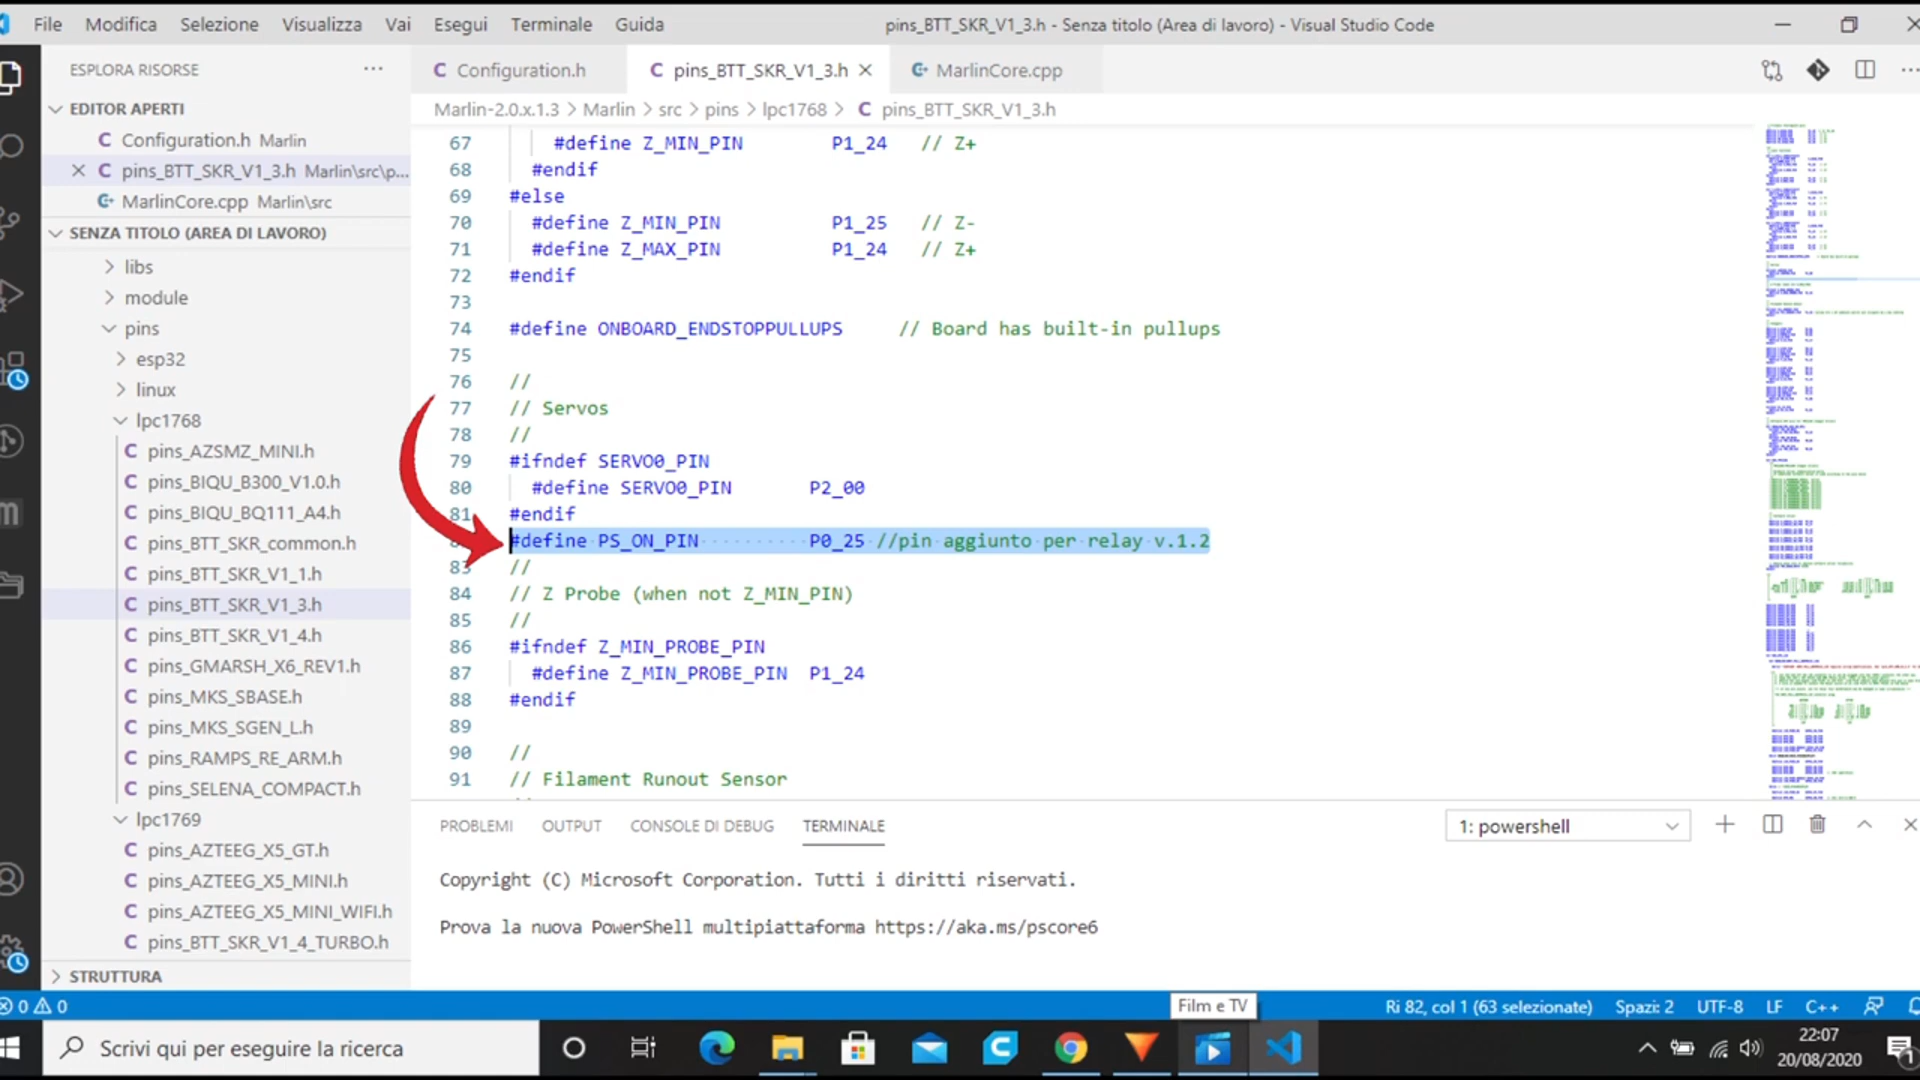 File Modifica Selezione Visualizza Vai Esegui Terminale Guida pins_BTT_SKR_V1_3.h - Senza titolo (Area di lavoro) - Visual Studio Code
ESPLORA RISORSE
EDITOR APERTI
Configuration.h Marlin
pins_BTT_SKR_V1_3.h Marlin\src\p...
MarlinCore.cpp Marlin\src
SENZA TITOLO (AREA DI LAVORO)
libs
module
pins
esp32
linux
lpc1768
pins_AZSMZ_MINI.h
pins_BIQU_B300_V1.0.h
pins_BIQU_BQ111_A4.h
pins_BTT_SKR_common.h
pins_BTT_SKR_V1_1.h
pins_BTT_SKR_V1_3.h
pins_BTT_SKR_V1_4.h
pins_GMARSH_X6_REV1.h
pins_MKS_SBASE.h
pins_MKS_SGEN_L.h
pins_RAMPS_RE_ARM.h
pins_SELENA_COMPACT.h
lpc1769
pins_AZTEEG_X5_GT.h
pins_AZTEEG_X5_MINI.h
pins_AZTEEG_X5_MINI_WIFI.h
pins_BTT_SKR_V1_4_TURBO.h
STRUTTURA
Configuration.h pins_BTT_SKR_V1_3.h MarlinCore.cpp
Marlin-2.0.x.1.3 > Marlin > src > pins > lpc1768 > C pins_BTT_SKR_V1_3.h
67 #define Z_MIN_PIN P1_24 // Z+
68 #endif
69 #else
70 #define Z_MIN_PIN P1_25 // Z-
71 #define Z_MAX_PIN P1_24 // Z+
72 #endif
73
74 #define ONBOARD_ENDSTOPPULLUPS // Board has built-in pullups
75
76 //
77 // Servos
78 //
79 #ifndef SERVO0_PIN
80 #define SERVO0_PIN P2_00
81 #endif
#define PS_ON_PIN P0_25 //pin aggiunto per relay v.1.2
83 //
84 // Z Probe (when not Z_MIN_PIN)
85 //
86 #ifndef Z_MIN_PROBE_PIN
87 #define Z_MIN_PROBE_PIN P1_24
88 #endif
89
90 //
91 // Filament Runout Sensor
PROBLEMI OUTPUT CONSOLE DI DEBUG TERMINALE 1: powershell
Copyright (C) Microsoft Corporation. Tutti i diritti riservati.
Prova la nuova PowerShell multipiattaforma https://aka.ms/pscore6
0 0 Ri 82, col 1 (63 selezionate) Spazi: 2 UTF-8 LF C++
Film e TV
Scrivi qui per eseguire la ricerca
22:07
20/08/2020
1